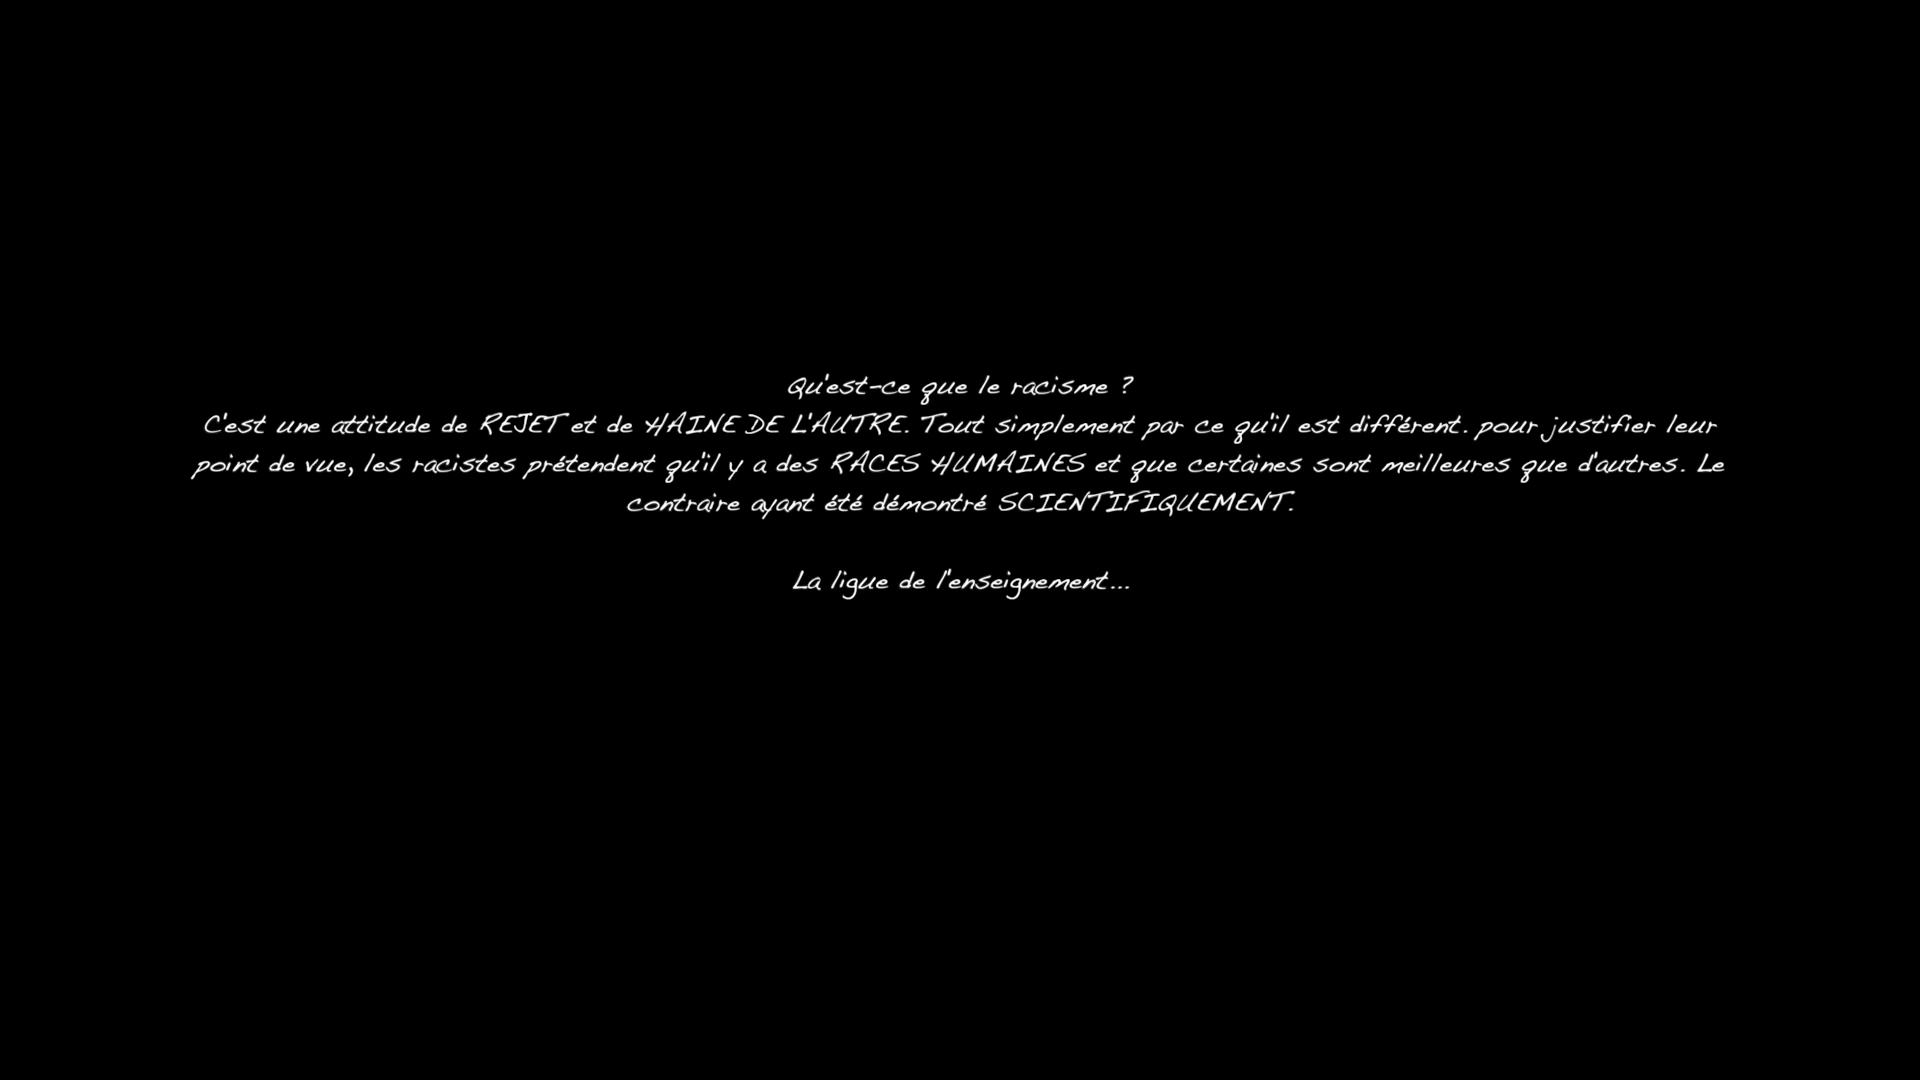 Qu'est-ce que le racisme ?
C'est une attitude de REJET et de HAINE DE L'AUTRE. Tout simplement par ce qu'il est différent. pour justifier leur
point de vue, les racistes prétendent qu'il y a des RACES HUMAINES et que certaines sont meilleures que d'autres. Le
contraire ayant été démontré SCIENTIFIQUEMENT.
La ligue de l'enseignement...